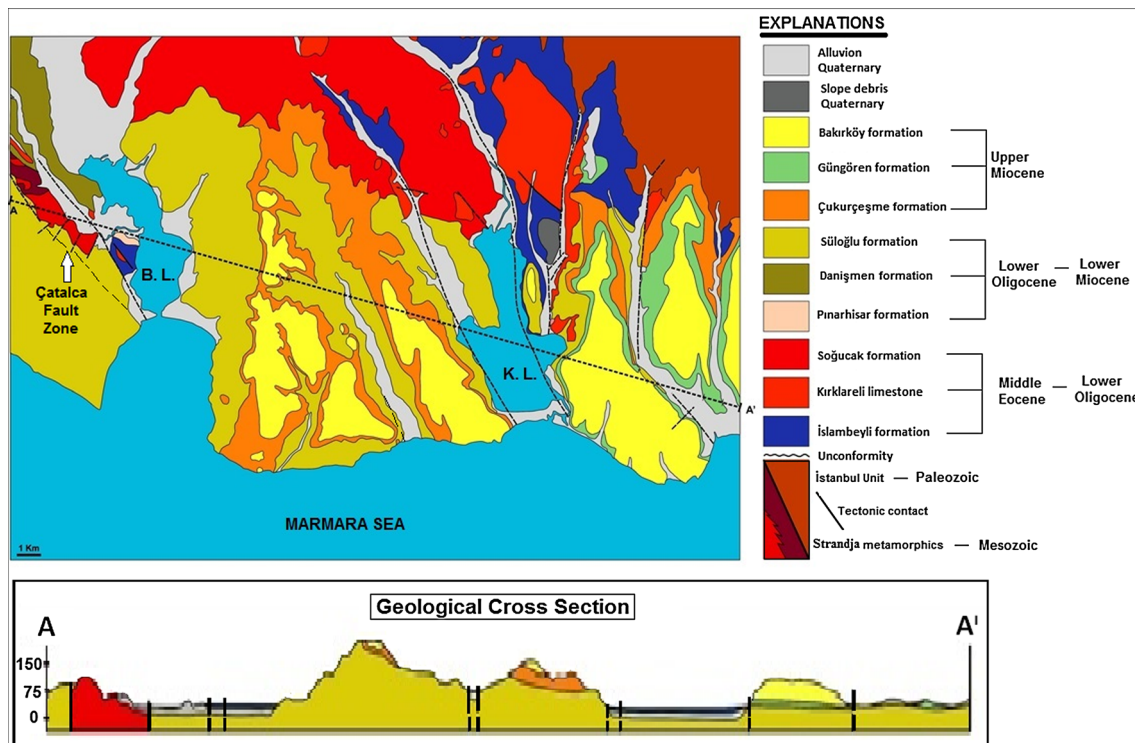 EXPLANATIONS
Alluvion
Quaternary
Slope debris
Quaternary
Bakırköy formation
Güngören formation
Upper
Miocene
Çukurçeşme formation
Süloğlu formation
Danişmen formation
Lower
Oligocene
Lower
Miocene
Pınarhisar formation
Soğucak formation
Kırklareli limestone
Middle
Eocene
Lower
Oligocene
İslambeyli formation
Unconformity
İstanbul Unit — Paleozoic
Tectonic contact
Strandja metamorphics — Mesozoic
A
B. L.
Çatalca
Fault
Zone
K. L.
A'
MARMARA SEA
1 Km
Geological Cross Section
A
A'
150
75
0